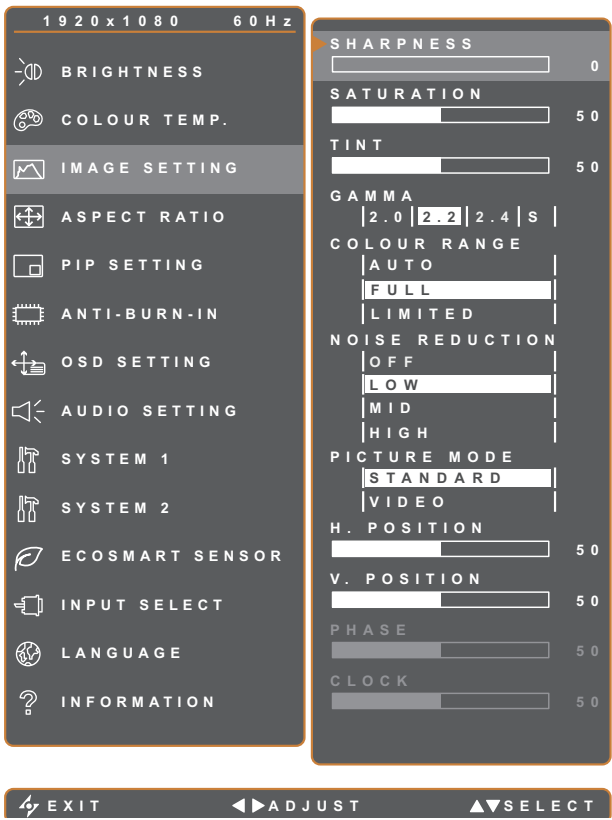 1920x1080 60Hz
BRIGHTNESS
COLOUR TEMP.
IMAGE SETTING
ASPECT RATIO
PIP SETTING
ANTI-BURN-IN
OSD SETTING
AUDIO SETTING
SYSTEM 1
SYSTEM 2
ECOSMART SENSOR
INPUT SELECT
LANGUAGE
INFORMATION
SHARPNESS
0
SATURATION
50
TINT
50
GAMMA
2.0 2.2 2.4 S
COLOUR RANGE
AUTO
FULL
LIMITED
NOISE REDUCTION
OFF
LOW
MID
HIGH
PICTURE MODE
STANDARD
VIDEO
H. POSITION
50
V. POSITION
50
PHASE
50
CLOCK
50
EXIT ADJUST SELECT